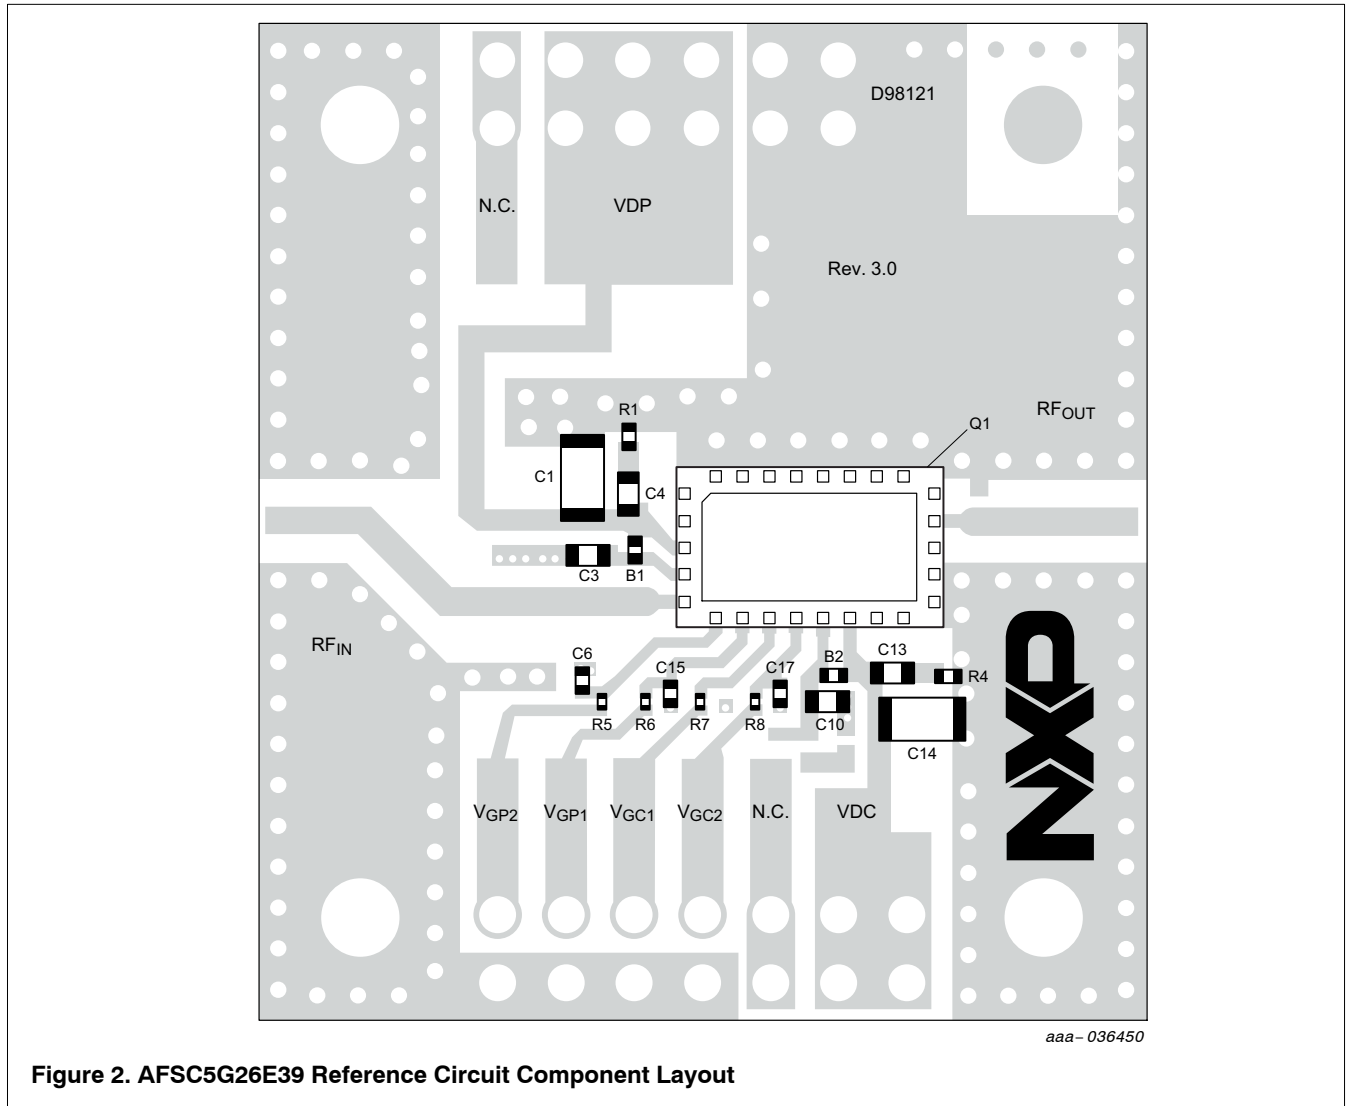 D98121
N.C.
VDP
Rev. 3.0
RFOUT
R1
Q1
C1
C4
C3
B1
RFIN
C6
C15
C17
B2
C13
R4
R5
R6
R7
R8
C10
C14
VGP2
VGP1
VGC1
VGC2
N.C.
VDC
NXP
aaa-036450
Figure 2. AFSC5G26E39 Reference Circuit Component Layout